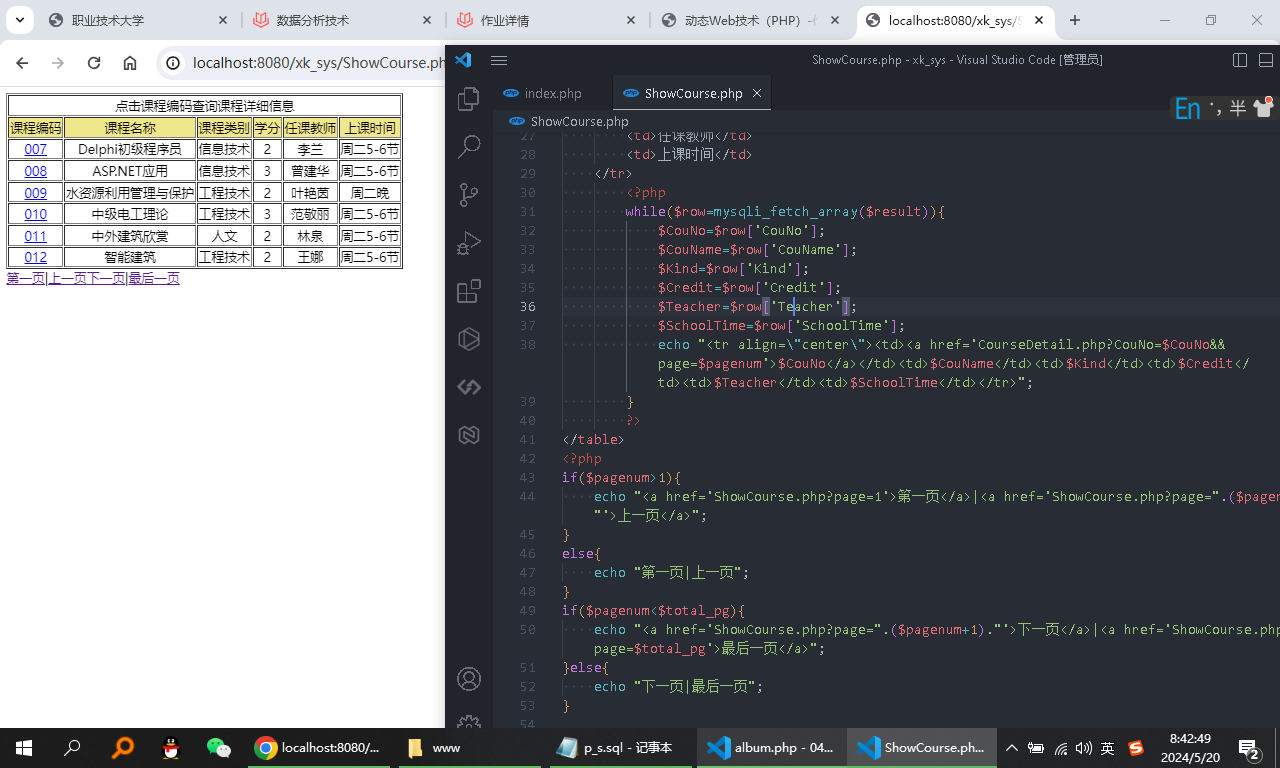 职业技术大学
数据分析技术
作业详情
动态Web技术（PHP）-
localhost:8080/xk_sys/S
localhost:8080/xk_sys/ShowCourse.ph
点击课程编码查询课程详细信息
课程编码 课程名称 课程类别 学分 任课教师 上课时间
007 Delphi初级程序员 信息技术 2 李兰 周二5-6节
008 ASP.NET应用 信息技术 3 曾建华 周二5-6节
009 水资源利用管理与保护 工程技术 2 叶艳茵 周二晚
010 中级电工理论 工程技术 3 范敬丽 周二5-6节
011 中外建筑欣赏 人文 2 林泉 周二5-6节
012 智能建筑 工程技术 2 王娜 周二5-6节
第一页|上一页下一页|最后一页
ShowCourse.php - xk_sys - Visual Studio Code [管理员]
index.php
ShowCourse.php
En 半
ShowCourse.php
27 <td>任课教师</td>
28 <td>上课时间</td>
29 </tr>
30 <?php
31 while($row=mysqli_fetch_array($result)){
32 $CouNo=$row['CouNo'];
33 $CouName=$row['CouName'];
34 $Kind=$row['Kind'];
35 $Credit=$row['Credit'];
36 $Teacher=$row['Teacher'];
37 $SchoolTime=$row['SchoolTime'];
38 echo "<tr align=\"center\"><td><a href='CourseDetail.php?CouNo=$CouNo&&
page=$pagenum'>$CouNo</a></td><td>$CouName</td><td>$Kind</td><td>$Credit</
td><td>$Teacher</td><td>$SchoolTime</td></tr>";
39 }
40 ?>
41 </table>
42 <?php
43 if($pagenum>1){
44 echo "<a href='ShowCourse.php?page=1'>第一页</a>|<a href='ShowCourse.php?page=".($pagen
"'>上一页</a>";
45 }
46 else{
47 echo "第一页|上一页";
48 }
49 if($pagenum<$total_pg){
50 echo "<a href='ShowCourse.php?page=".($pagenum+1)."'>下一页</a>|<a href='ShowCourse.php
page=$total_pg'>最后一页</a>";
51 }else{
52 echo "下一页|最后一页";
53 }
54
localhost:8080/...
www
p_s.sql - 记事本
album.php - 04...
ShowCourse.ph...
英
8:42:49
2024/5/20
2